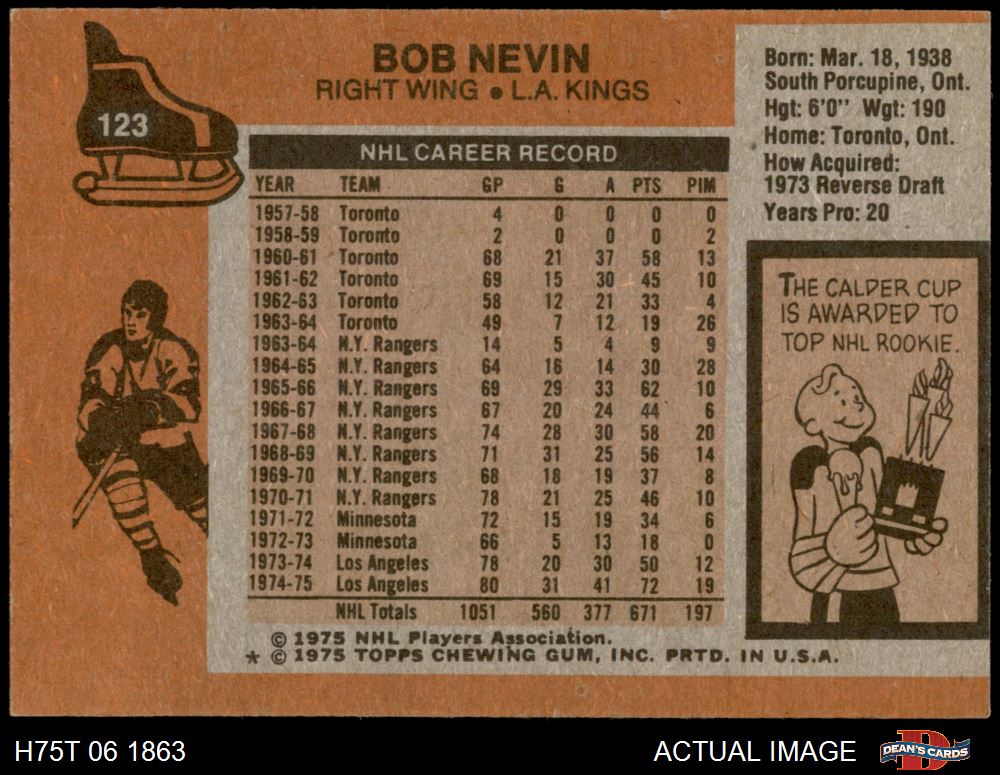 123
BOB NEVIN
RIGHT WING • L.A. KINGS
NHL CAREER RECORD
YEAR TEAM GP G A PTS PIM
1957-58 Toronto 4 0 0 0 0
1958-59 Toronto 2 0 0 0 2
1960-61 Toronto 68 21 37 58 13
1961-62 Toronto 69 15 30 45 10
1962-63 Toronto 58 12 21 33 4
1963-64 Toronto 49 7 12 19 26
1963-64 N.Y. Rangers 14 5 4 9 9
1964-65 N.Y. Rangers 64 16 14 30 28
1965-66 N.Y. Rangers 69 29 33 62 10
1966-67 N.Y. Rangers 67 20 24 44 6
1967-68 N.Y. Rangers 74 28 30 58 20
1968-69 N.Y. Rangers 71 31 25 56 14
1969-70 N.Y. Rangers 68 18 19 37 8
1970-71 N.Y. Rangers 78 21 25 46 10
1971-72 Minnesota 72 15 19 34 6
1972-73 Minnesota 66 5 13 18 0
1973-74 Los Angeles 78 20 30 50 12
1974-75 Los Angeles 80 31 41 72 19
NHL Totals 1051 560 377 671 197
© 1975 NHL Players Association.
* © 1975 TOPPS CHEWING GUM, INC. PRTD. IN U.S.A.
Born: Mar. 18, 1938
South Porcupine, Ont.
Hgt: 6'0" Wgt: 190
Home: Toronto, Ont.
How Acquired:
1973 Reverse Draft
Years Pro: 20
THE CALDER CUP
IS AWARDED TO
TOP NHL ROOKIE.
H75T 06 1863
ACTUAL IMAGE
DEAN'S CARDS